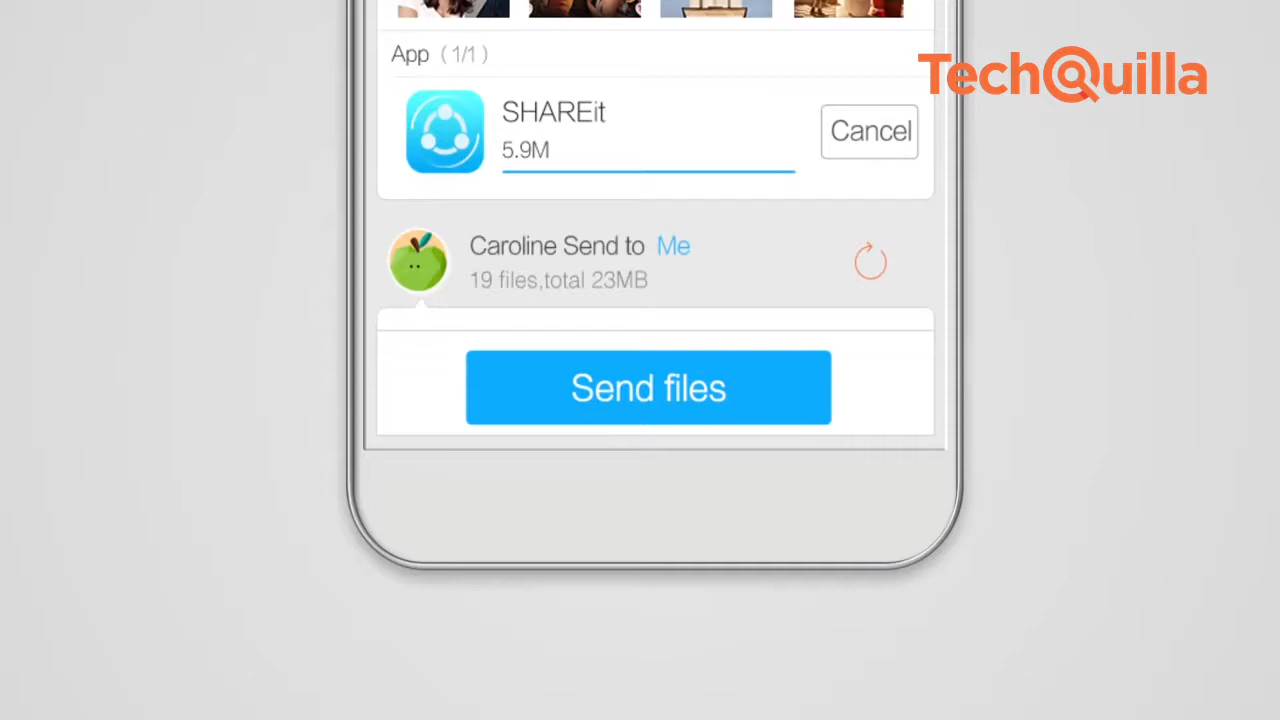 App (1/1)
TechQuilla
SHAREit
5.9M
Cancel
Caroline Send to Me
19 files,total 23MB
Send files